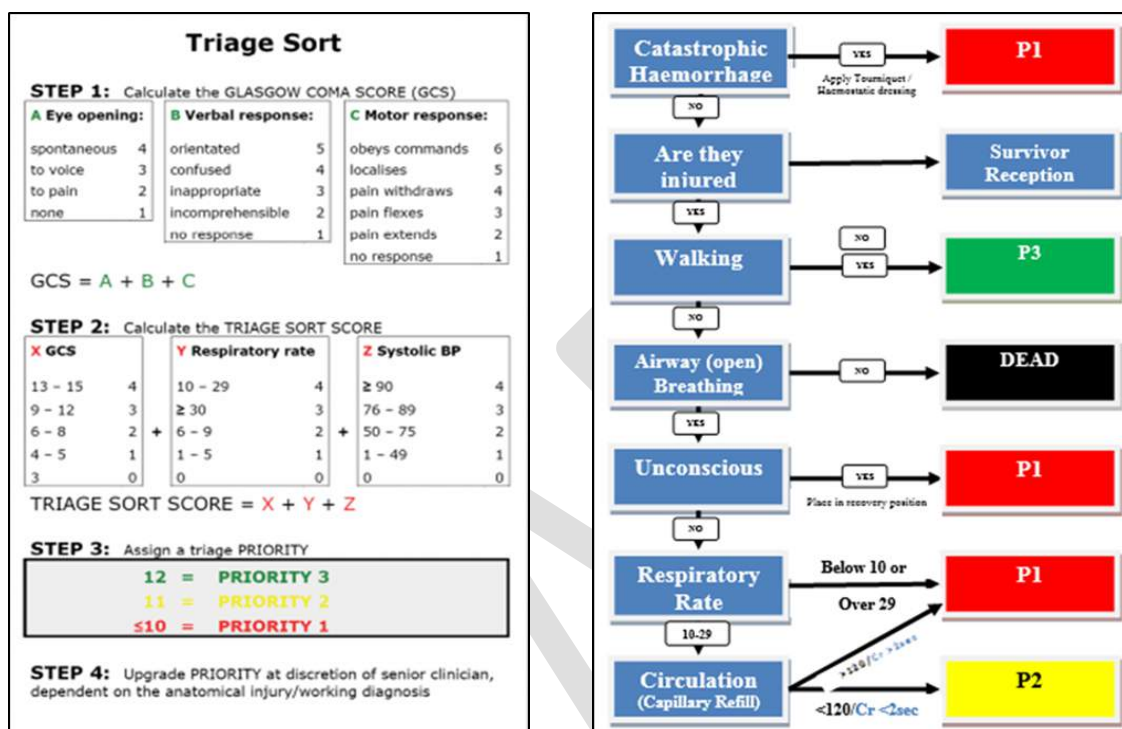 Triage Sort
STEP 1: Calculate the GLASGOW COMA SCORE (GCS)
A Eye opening:
spontaneous 4
to voice 3
to pain 2
none 1
B Verbal response:
orientated 5
confused 4
inappropriate 3
incomprehensible 2
no response 1
C Motor response:
obeys commands 6
localises 5
pain withdraws 4
pain flexes 3
pain extends 2
no response 1
GCS = A + B + C
STEP 2: Calculate the TRIAGE SORT SCORE
X GCS
13 – 15 4
9 – 12 3
6 – 8 2
4 – 5 1
3 0
+
Y Respiratory rate
10 – 29 4
≥ 30 3
6 – 9 2
1 – 5 1
0 0
+
Z Systolic BP
≥ 90 4
76 – 89 3
50 – 75 2
1 – 49 1
0 0
TRIAGE SORT SCORE = X + Y + Z
STEP 3: Assign a triage PRIORITY
12 = PRIORITY 3
11 = PRIORITY 2
≤10 = PRIORITY 1
STEP 4: Upgrade PRIORITY at discretion of senior clinician,
dependent on the anatomical injury/working diagnosis
Catastrophic
Haemorrhage
YES
Apply Tourniquet /
Haemostatic dressing
P1
NO
Are they
injured
Survivor
Reception
YES
NO
Walking
YES
P3
NO
Airway (open)
Breathing
NO
DEAD
YES
Unconscious
YES
Place in recovery position
P1
NO
Respiratory
Rate
Below 10 or
Over 29
P1
10-29
>120/Cr >2sec
Circulation
(Capillary Refill)
<120/Cr <2sec
P2